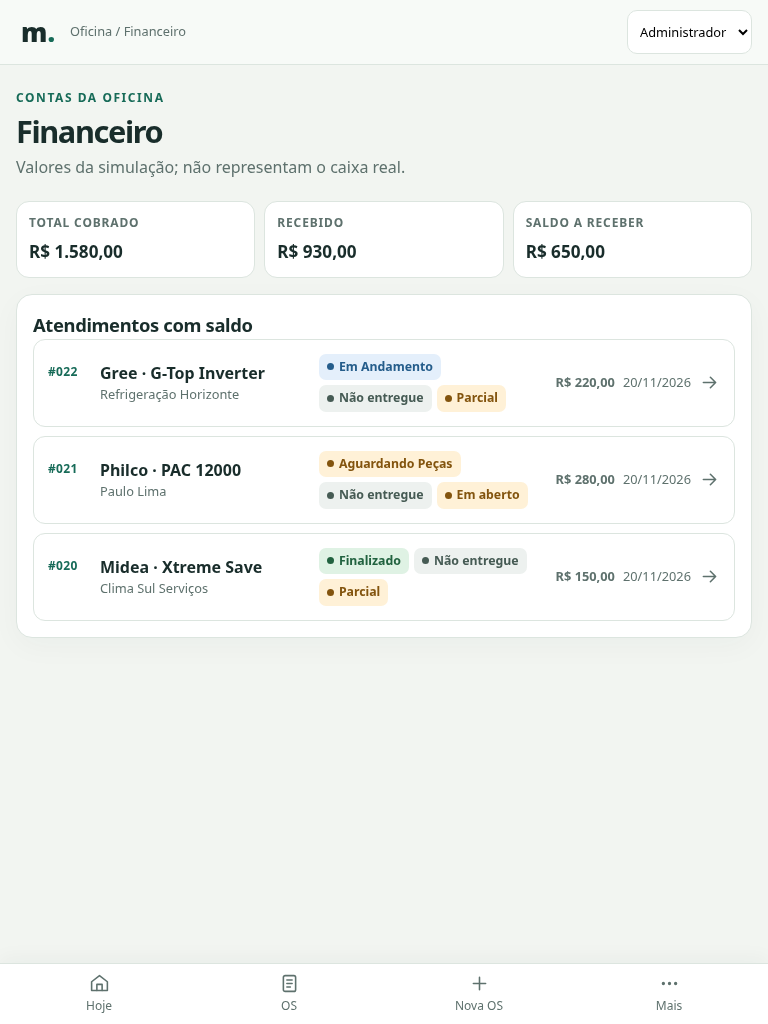 m. Oficina / Financeiro Administrador
CONTAS DA OFICINA
Financeiro
Valores da simulação; não representam o caixa real.
TOTAL COBRADO
R$ 1.580,00
RECEBIDO
R$ 930,00
SALDO A RECEBER
R$ 650,00
Atendimentos com saldo
#022
Gree · G-Top Inverter
Refrigeração Horizonte
Em Andamento
Não entregue Parcial
R$ 220,00 20/11/2026
#021
Philco · PAC 12000
Paulo Lima
Aguardando Peças
Não entregue Em aberto
R$ 280,00 20/11/2026
#020
Midea · Xtreme Save
Clima Sul Serviços
Finalizado Não entregue
Parcial
R$ 150,00 20/11/2026
Hoje OS Nova OS Mais